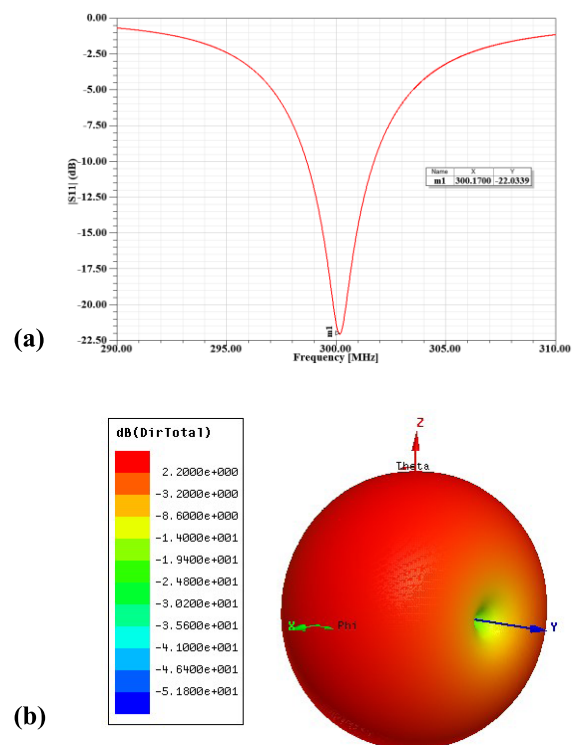 0.00
-2.50
-5.00
-7.50
-10.00
-12.50
-15.00
-17.50
-20.00
-22.50
|S11| (dB)
Name X Y
m1 300.1700 -22.0339
m1
290.00 295.00 300.00 305.00 310.00
Frequency [MHz]
(a)
dB(DirTotal)
2.2000e+000
-3.2000e+000
-8.6000e+000
-1.4000e+001
-1.9400e+001
-2.4800e+001
-3.0200e+001
-3.5600e+001
-4.1000e+001
-4.6400e+001
-5.1800e+001
Z
Theta
X
Phi
Y
(b)